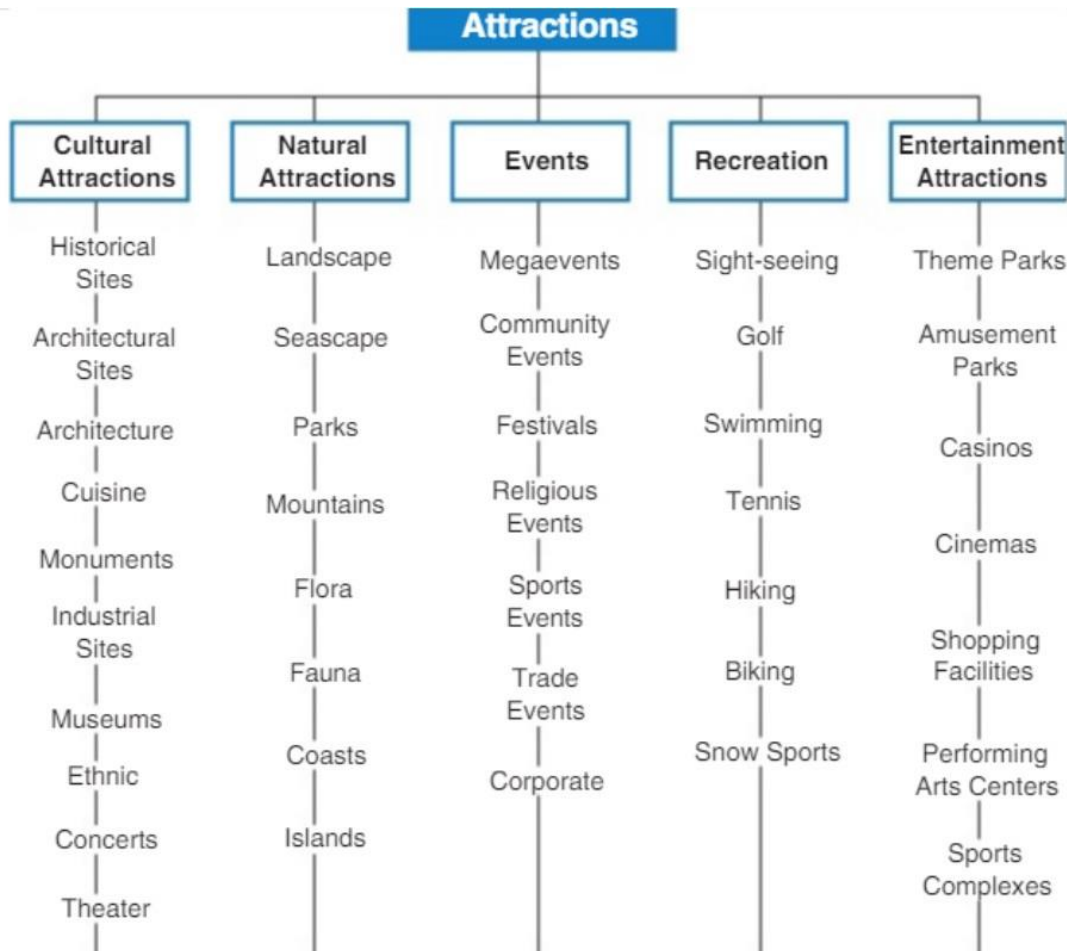 Attractions
Cultural
Attractions
Historical
Sites
Architectural
Sites
Architecture
Cuisine
Monuments
Industrial
Sites
Museums
Ethnic
Concerts
Theater
Natural
Attractions
Landscape
Seascape
Parks
Mountains
Flora
Fauna
Coasts
Islands
Events
Megaevents
Community
Events
Festivals
Religious
Events
Sports
Events
Trade
Events
Corporate
Recreation
Sight-seeing
Golf
Swimming
Tennis
Hiking
Biking
Snow Sports
Entertainment
Attractions
Theme Parks
Amusement
Parks
Casinos
Cinemas
Shopping
Facilities
Performing
Arts Centers
Sports
Complexes